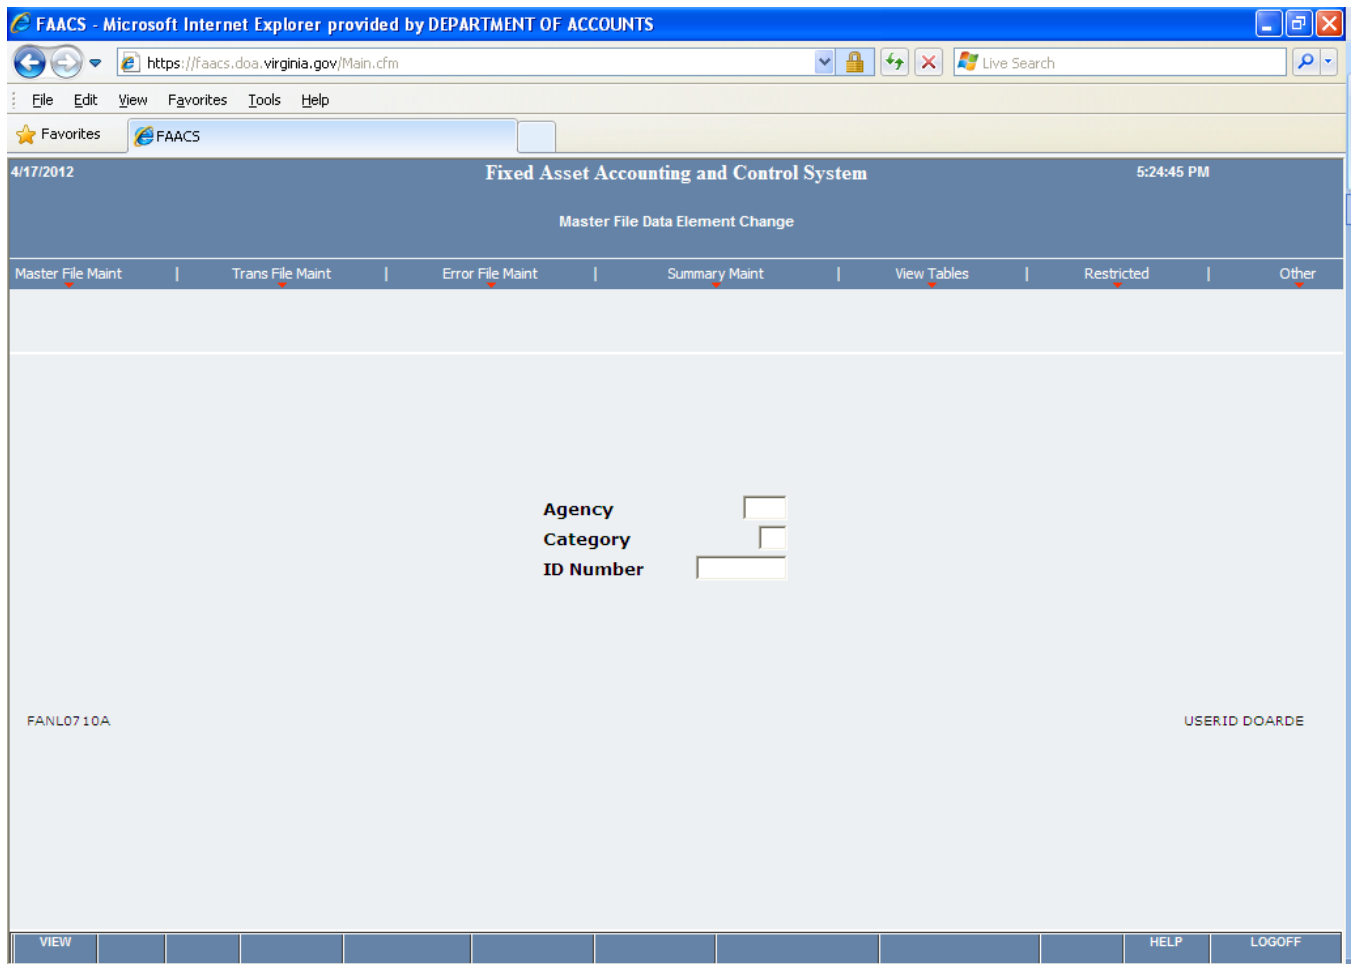 FAACS - Microsoft Internet Explorer provided by DEPARTMENT OF ACCOUNTS
https://faacs.doa.virginia.gov/Main.cfm
Live Search
File Edit View Favorites Tools Help
Favorites FAACS
4/17/2012 Fixed Asset Accounting and Control System 5:24:45 PM
Master File Data Element Change
Master File Maint | Trans File Maint | Error File Maint | Summary Maint | View Tables | Restricted | Other
Agency
Category
ID Number
FANL0710A USERID DOARDE
VIEW HELP LOGOFF